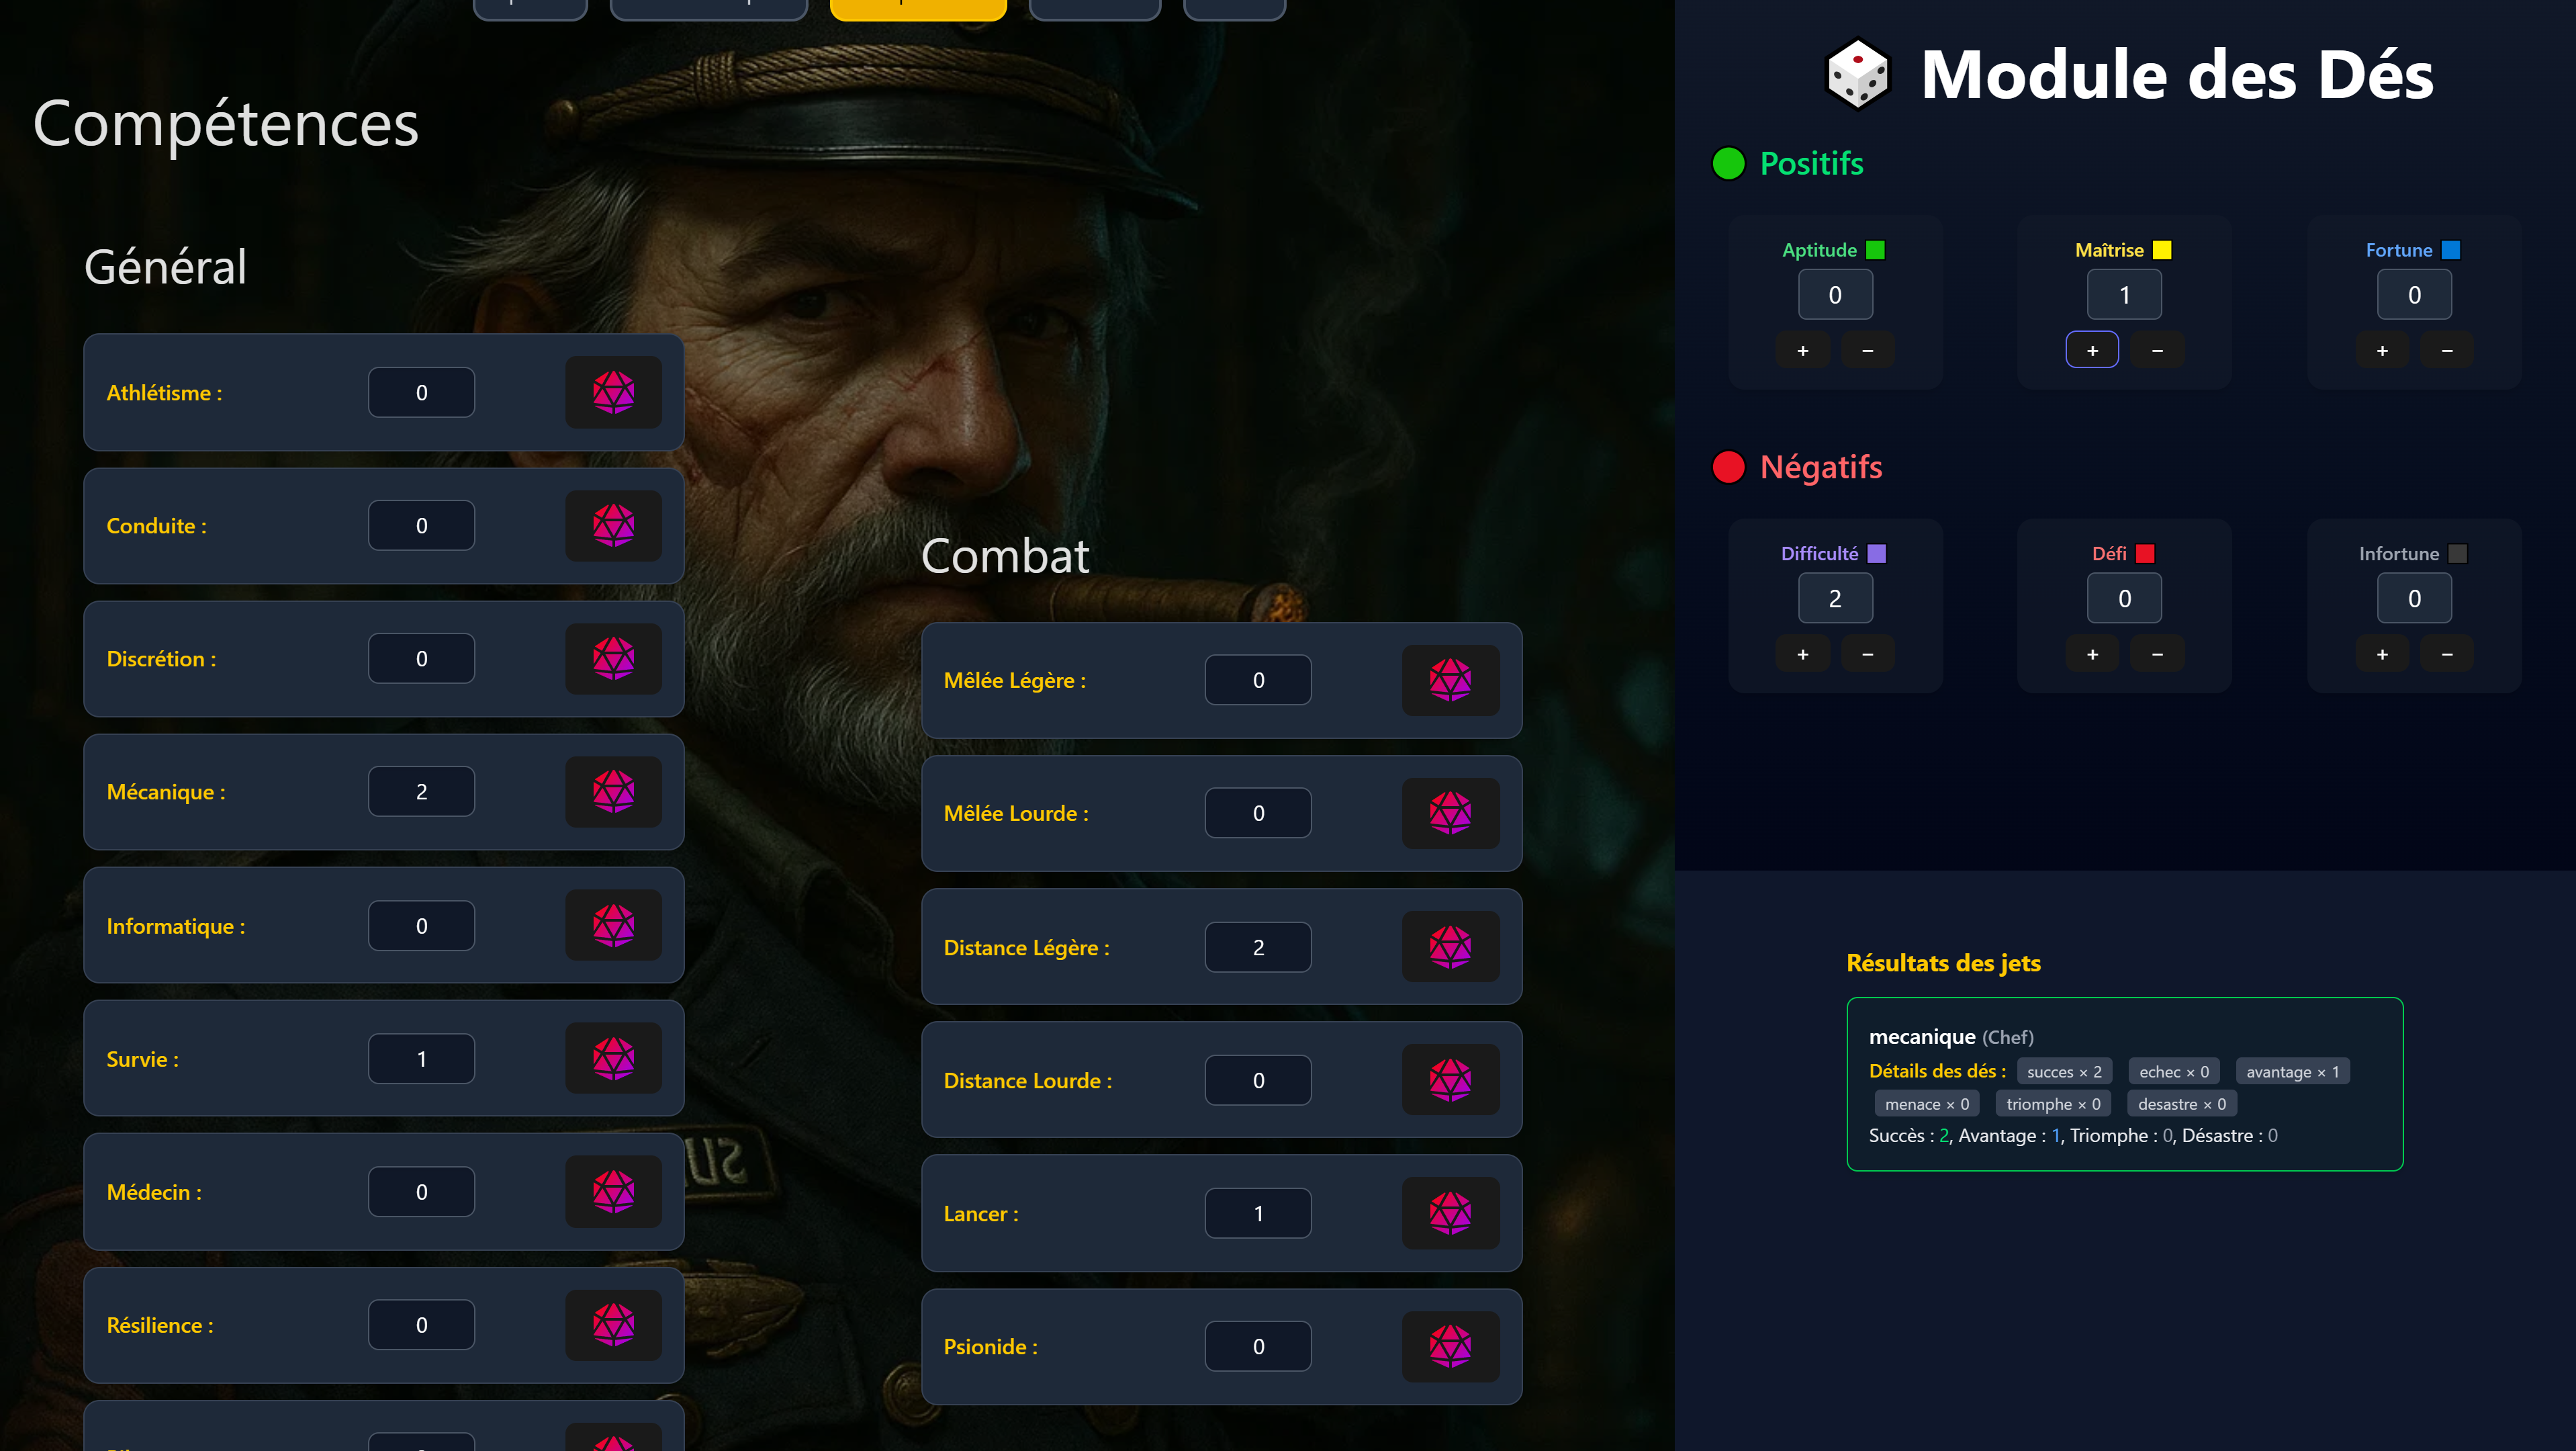 Compétences
Général
Athlétisme : 0
Conduite : 0
Discrétion : 0
Mécanique : 2
Informatique : 0
Survie : 1
Médecin : 0
Résilience : 0
Combat
Mêlée Légère : 0
Mêlée Lourde : 0
Distance Légère : 2
Distance Lourde : 0
Lancer : 1
Psionide : 0
Module des Dés
Positifs
Aptitude Maîtrise Fortune
0 1 0
+ − + − + −
Négatifs
Difficulté Défi Infortune
2 0 0
+ − + − + −
Résultats des jets
mecanique (Chef)
Détails des dés : succes × 2 echec × 0 avantage × 1
menace × 0 triomphe × 0 desastre × 0
Succès : 2, Avantage : 1, Triomphe : 0, Désastre : 0